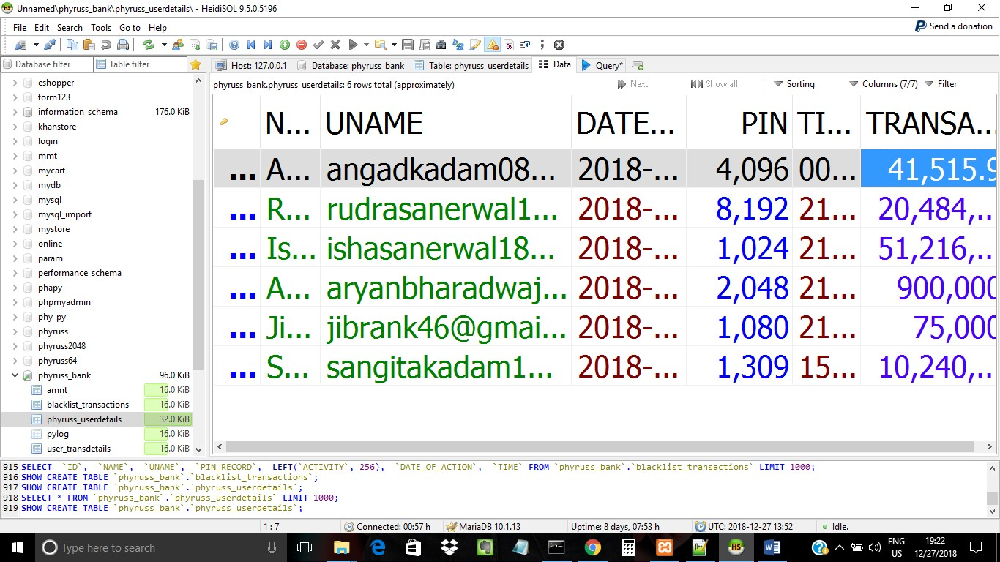 Unnamed\phyruss_bank\phyruss_userdetails\ - HeidiSQL 9.5.0.5196
File Edit Search Tools Go to Help
Send a donation
Database filter Table filter
Host: 127.0.0.1 Database: phyruss_bank Table: phyruss_userdetails Data Query*
phyruss_bank.phyruss_userdetails: 6 rows total (approximately) Next Show all Sorting Columns (7/7) Filter
eshopper
form123
information_schema 176.0 KiB
khanstore
login
mmt
mycart
mydb
mysql
mysql_import
mystore
online
param
performance_schema
phapy
phpmyadmin
phy_py
phyruss
phyruss2048
phyruss64
phyruss_bank 96.0 KiB
amnt 16.0 KiB
blacklist_transactions 16.0 KiB
phyruss_userdetails 32.0 KiB
pylog 16.0 KiB
user_transdetails 16.0 KiB
N... UNAME DATE... PIN TI... TRANSA...
... A... angadkadam08... 2018-... 4,096 00... 41,515.9
... R... rudrasanerwal1... 2018-... 8,192 21... 20,484,...
... Is... ishasanerwal18... 2018-... 1,024 21... 51,216,...
... A... aryanbharadwaj... 2018-... 2,048 21... 900,000
... Ji... jibrank46@gmai... 2018-... 1,080 21... 75,000
... S... sangitakadam1... 2018-... 1,309 15... 10,240,...
915 SELECT `ID`, `NAME`, `UNAME`, `PIN_RECORD`, LEFT(`ACTIVITY`, 256), `DATE_OF_ACTION`, `TIME` FROM `phyruss_bank`.`blacklist_transactions` LIMIT 1000;
916 SHOW CREATE TABLE `phyruss_bank`.`blacklist_transactions`;
917 SHOW CREATE TABLE `phyruss_bank`.`phyruss_userdetails`;
918 SELECT * FROM `phyruss_bank`.`phyruss_userdetails` LIMIT 1000;
919 SHOW CREATE TABLE `phyruss_bank`.`phyruss_userdetails`;
1 : 7 Connected: 00:57 h MariaDB 10.1.13 Uptime: 8 days, 07:53 h UTC: 2018-12-27 13:52 Idle.
Type here to search
ENG 19:22
US 12/27/2018